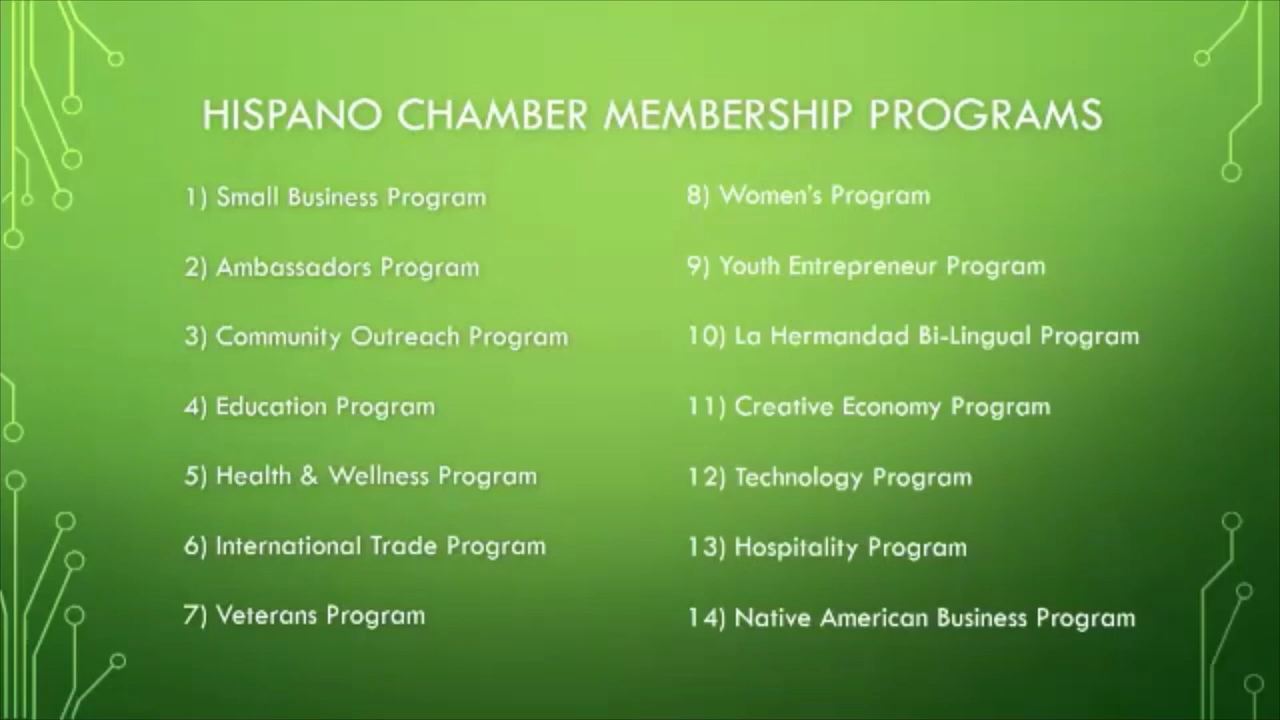 HISPANO CHAMBER MEMBERSHIP PROGRAMS
1) Small Business Program
2) Ambassadors Program
3) Community Outreach Program
4) Education Program
5) Health & Wellness Program
6) International Trade Program
7) Veterans Program
8) Women's Program
9) Youth Entrepreneur Program
10) La Hermandad Bi-Lingual Program
11) Creative Economy Program
12) Technology Program
13) Hospitality Program
14) Native American Business Program